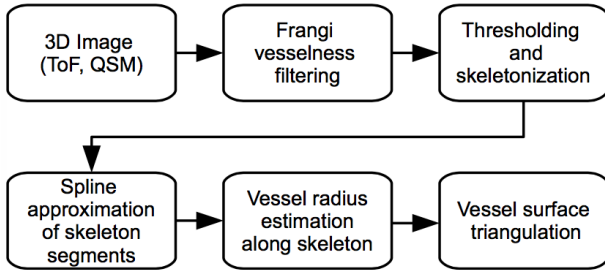 3D Image
(ToF, QSM)
Frangi
vesselness
filtering
Thresholding
and
skeletonization
Spline
approximation
of skeleton
segments
Vessel radius
estimation
along skeleton
Vessel surface
triangulation